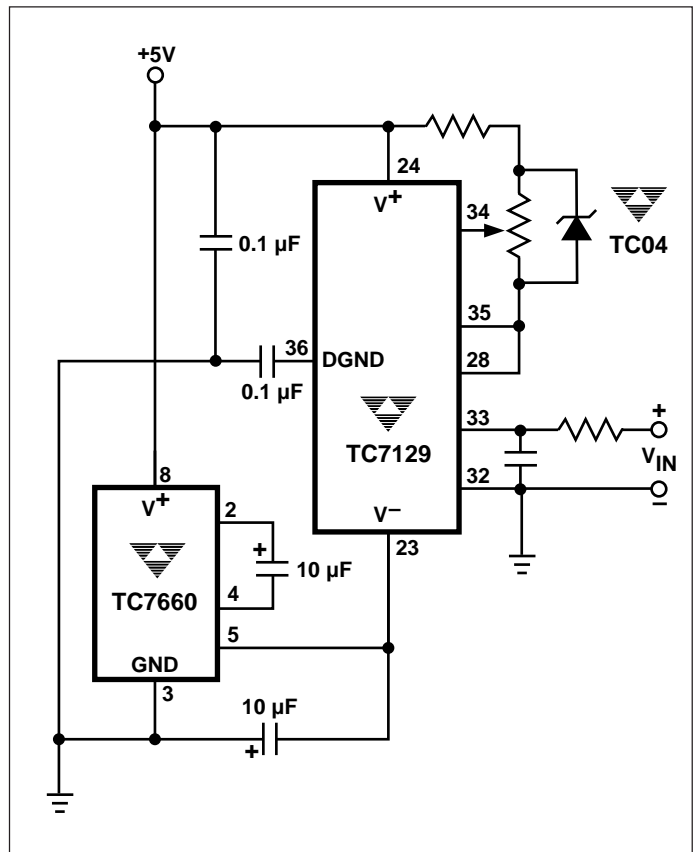 +5V
24
V+
34
TC04
0.1 µF
35
36
DGND
28
0.1 µF
33
+
TC7129
VIN
32
–
8
V+
2
V–
23
+
10 µF
TC7660
4
5
GND
3
10 µF
+